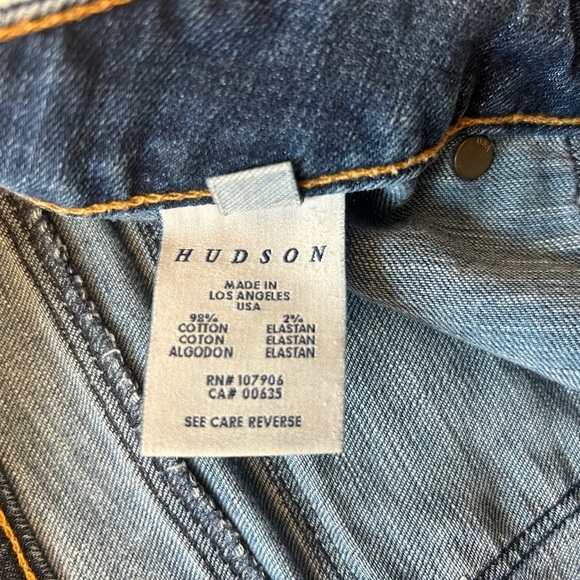 HUDSON
MADE IN
LOS ANGELES
USA
98% 2%
COTTON ELASTAN
COTON ELASTAN
ALGODON ELASTAN
RN# 107906
CA# 00635
SEE CARE REVERSE